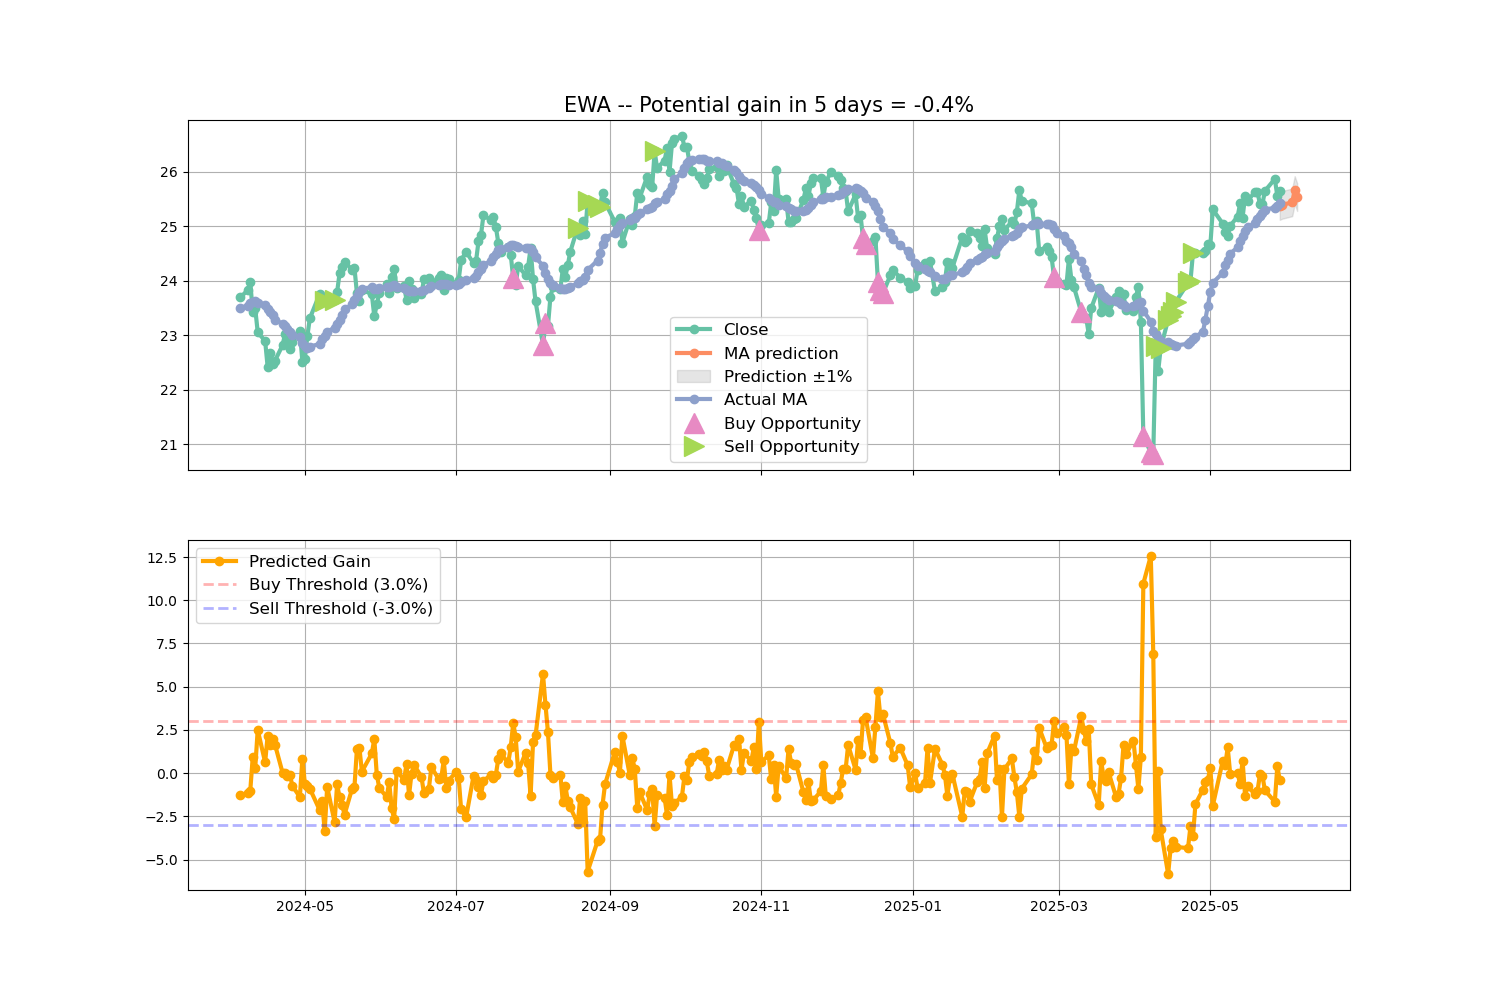 EWA -- Potential gain in 5 days = -0.4%
26
25
24
23
22
21
Close
MA prediction
Prediction ±1%
Actual MA
Buy Opportunity
Sell Opportunity
12.5
10.0
7.5
5.0
2.5
0.0
−2.5
−5.0
Predicted Gain
Buy Threshold (3.0%)
Sell Threshold (-3.0%)
2024-05 2024-07 2024-09 2024-11 2025-01 2025-03 2025-05